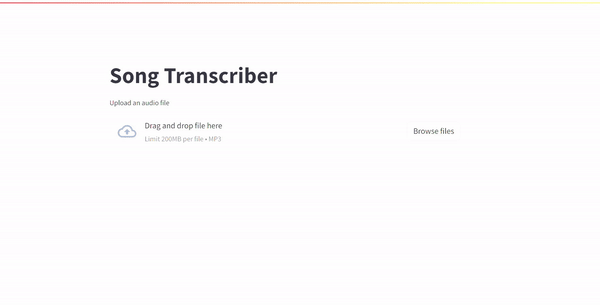 Song Transcriber
Upload an audio file
Drag and drop file here
Limit 200MB per file • MP3
Browse files